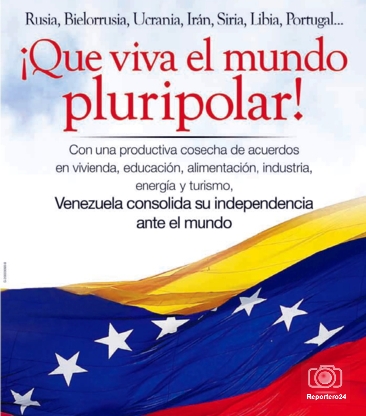 Rusia, Bielorrusia, Ucrania, Irán, Siria, Libia, Portugal...
¡Que viva el mundo
pluripolar!
Con una productiva cosecha de acuerdos
en vivienda, educación, alimentación, industria,
energía y turismo,
Venezuela consolida su independencia
ante el mundo
Reportero24